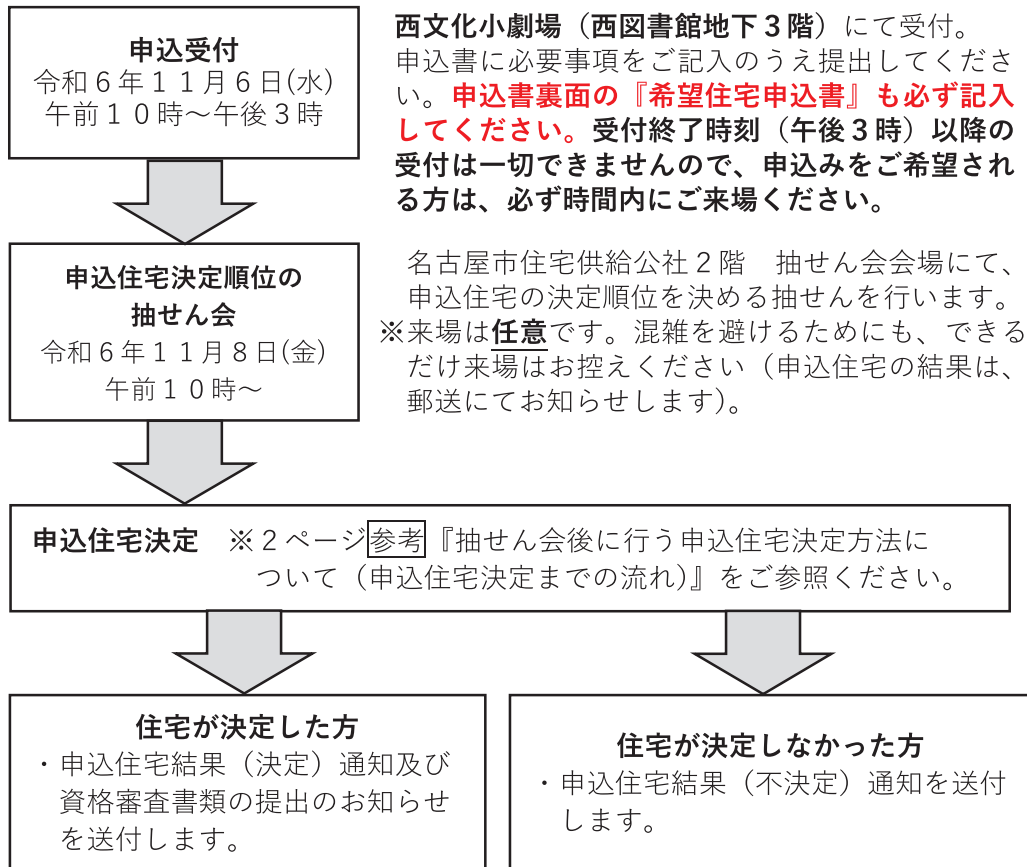 申込受付
令和６年１１月６日(水)
午前１０時～午後３時
西文化小劇場（西図書館地下３階）にて受付。
申込書に必要事項をご記入のうえ提出してくださ
い。申込書裏面の『希望住宅申込書』も必ず記入
してください。受付終了時刻（午後３時）以降の
受付は一切できませんので、申込みをご希望され
る方は、必ず時間内にご来場ください。
申込住宅決定順位の
抽せん会
令和６年１１月８日(金)
午前１０時～
名古屋市住宅供給公社２階　抽せん会会場にて、
申込住宅の決定順位を決める抽せんを行います。
※来場は任意です。混雑を避けるためにも、できる
だけ来場はお控えください（申込住宅の結果は、
郵送にてお知らせします）。
申込住宅決定　※２ページ参考『抽せん会後に行う申込住宅決定方法に
ついて（申込住宅決定までの流れ）』をご参照ください。
住宅が決定した方
・申込住宅結果（決定）通知及び
資格審査書類の提出のお知らせ
を送付します。
住宅が決定しなかった方
・申込住宅結果（不決定）通知を送付
します。